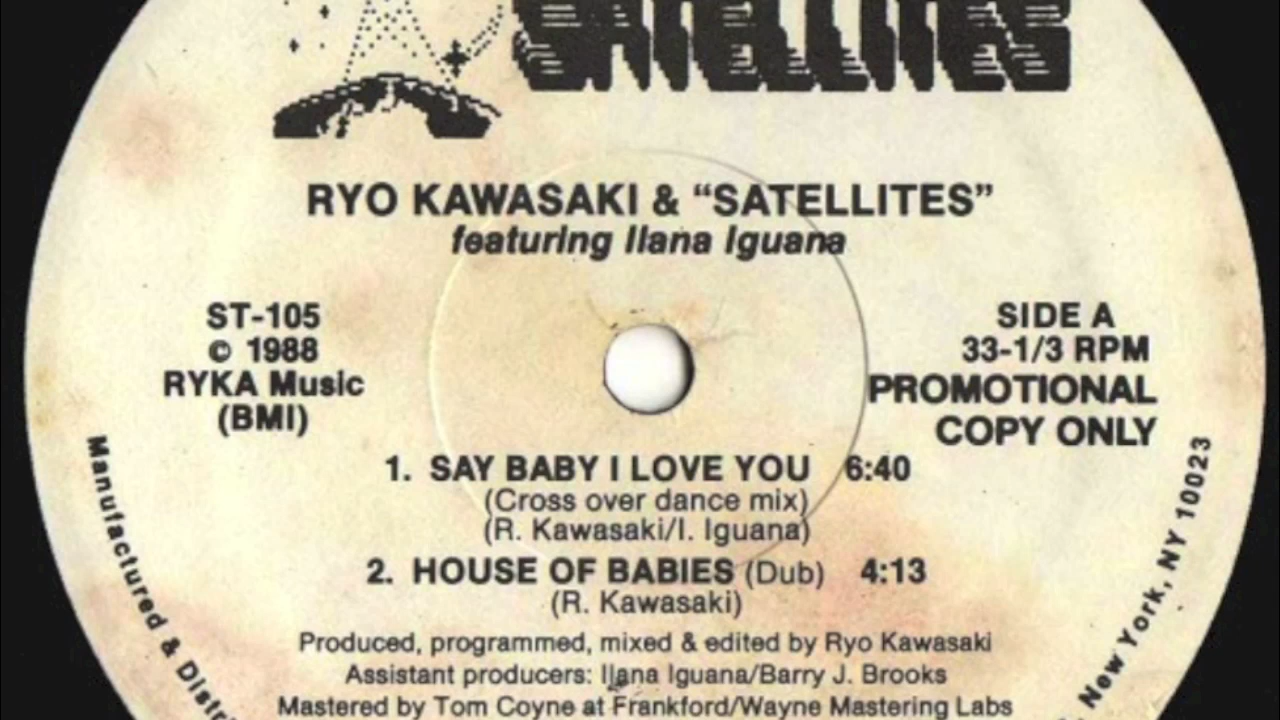 SATELLITES
RYO KAWASAKI & "SATELLITES"
featuring Ilana Iguana
ST-105
© 1988
RYKA Music
(BMI)
SIDE A
33-1/3 RPM
PROMOTIONAL
COPY ONLY
1. SAY BABY I LOVE YOU 6:40
(Cross over dance mix)
(R. Kawasaki/I. Iguana)
2. HOUSE OF BABIES (Dub) 4:13
(R. Kawasaki)
Produced, programmed, mixed & edited by Ryo Kawasaki
Assistant producers: Ilana Iguana/Barry J. Brooks
Mastered by Tom Coyne at Frankford/Wayne Mastering Labs
Manufactured &
New York, NY 10023